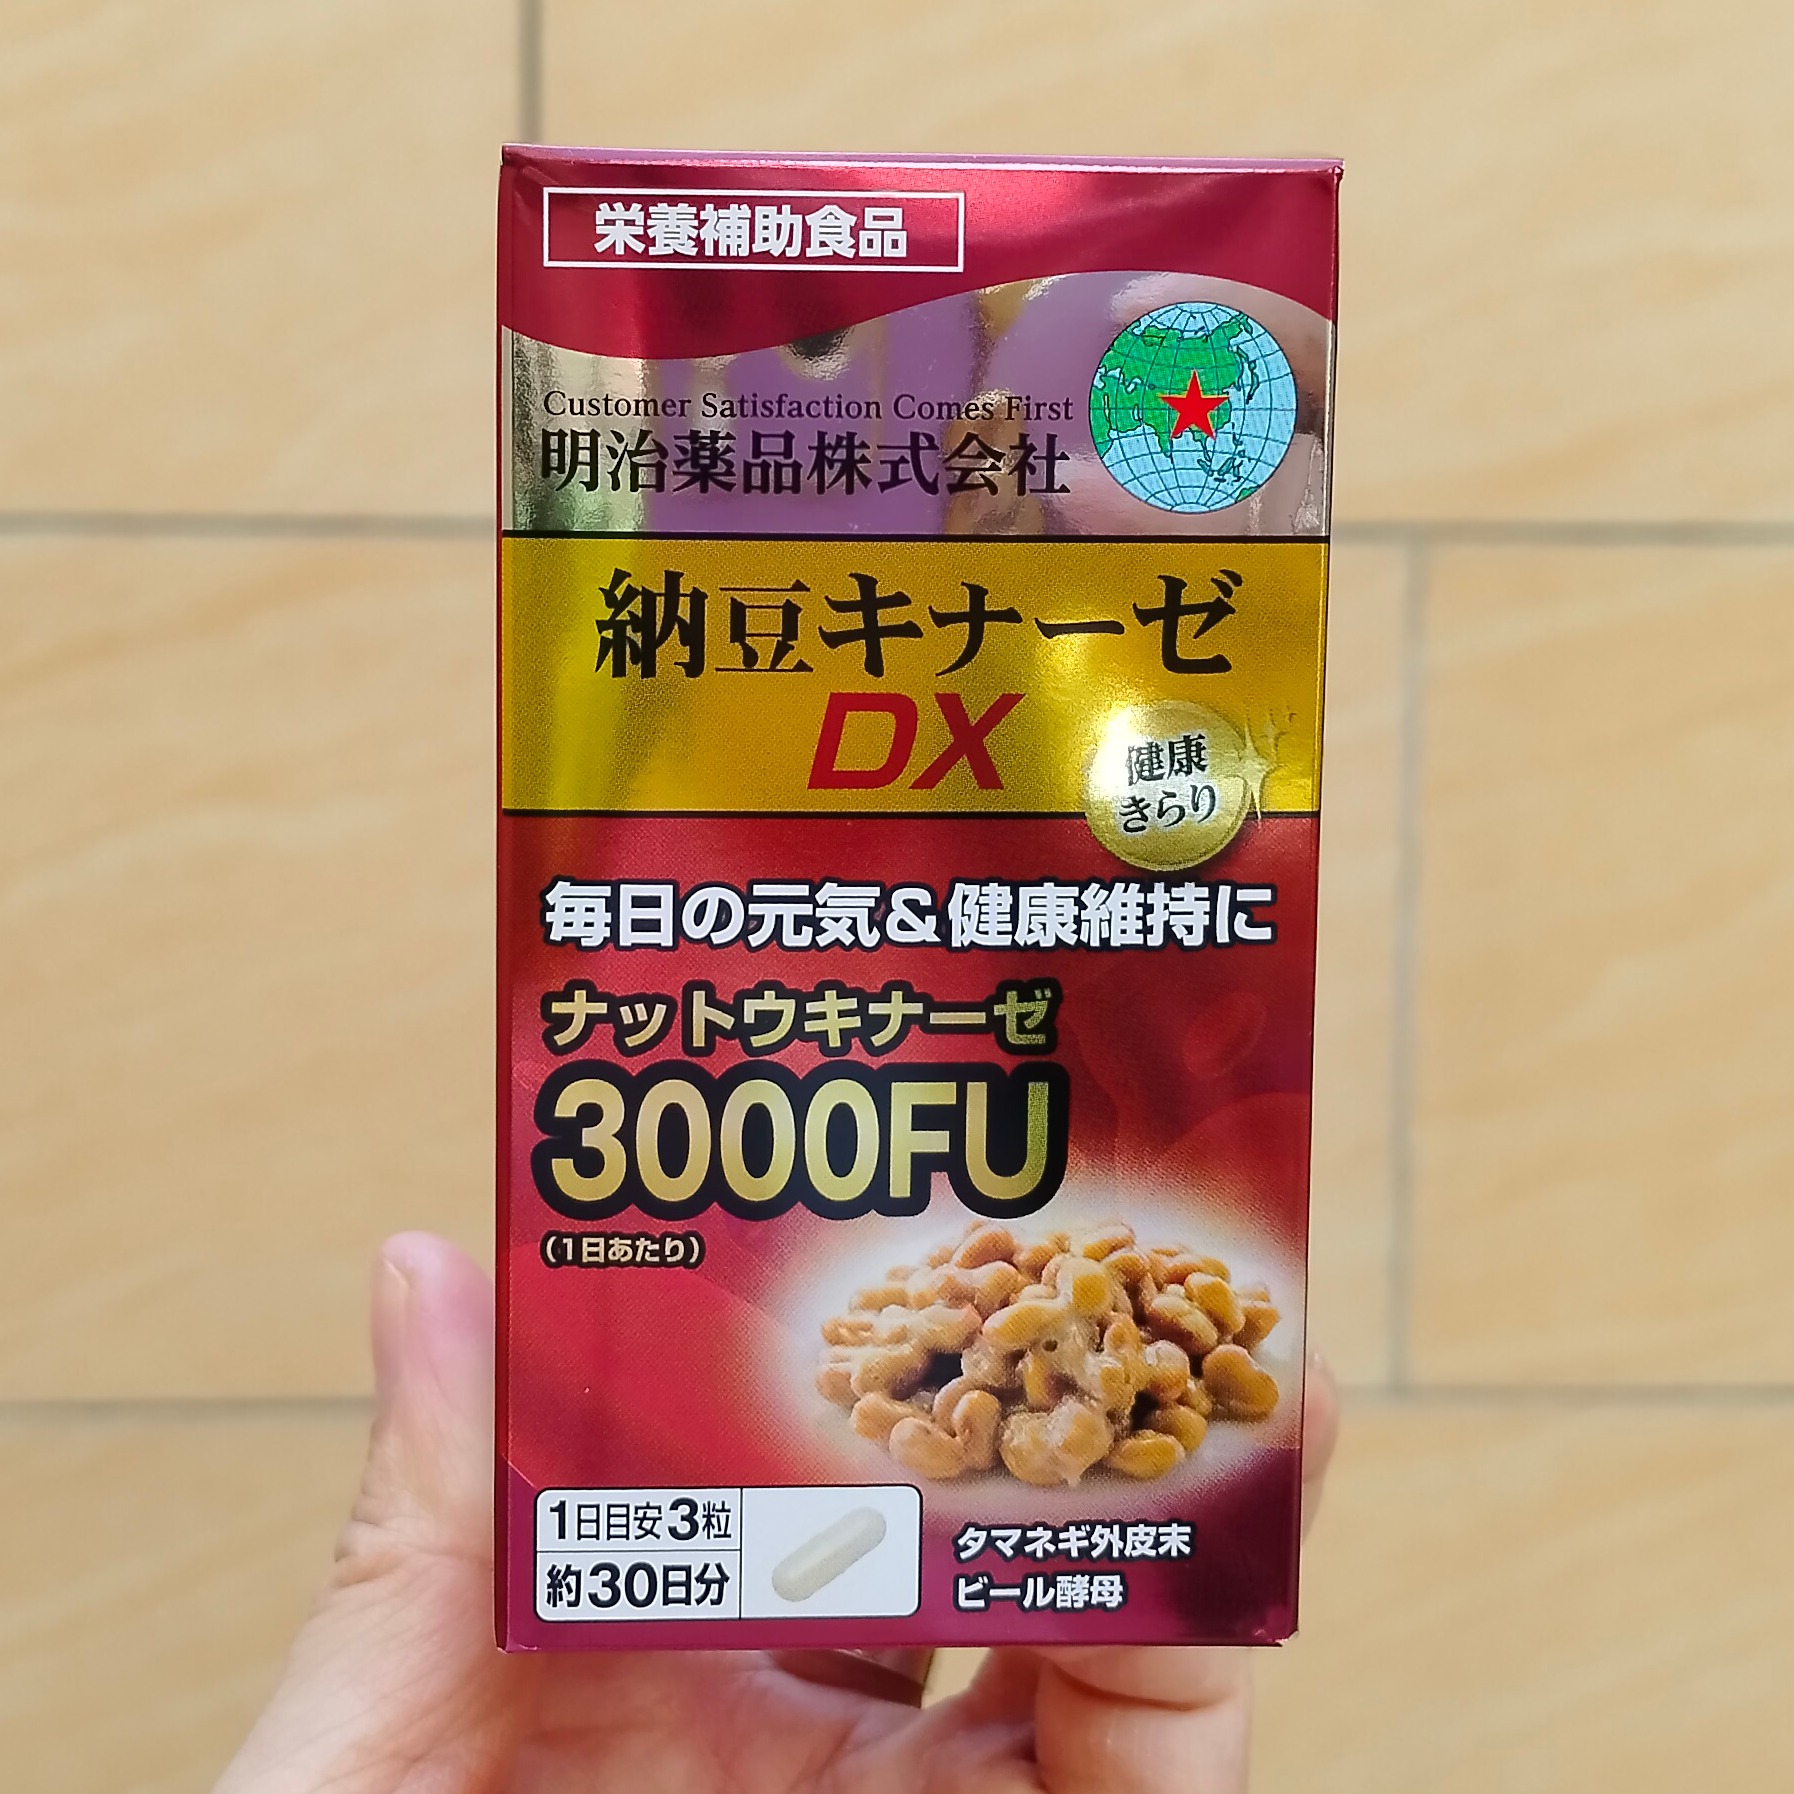 栄養補助食品
Customer Satisfaction Comes First
明治薬品株式会社
納豆キナーゼ
DX
健康
きらり
毎日の元気&健康維持に
ナットウキナーゼ
3000FU
(1日あたり)
1日目安3粒
約30日分
タマネギ外皮末
ビール酵母